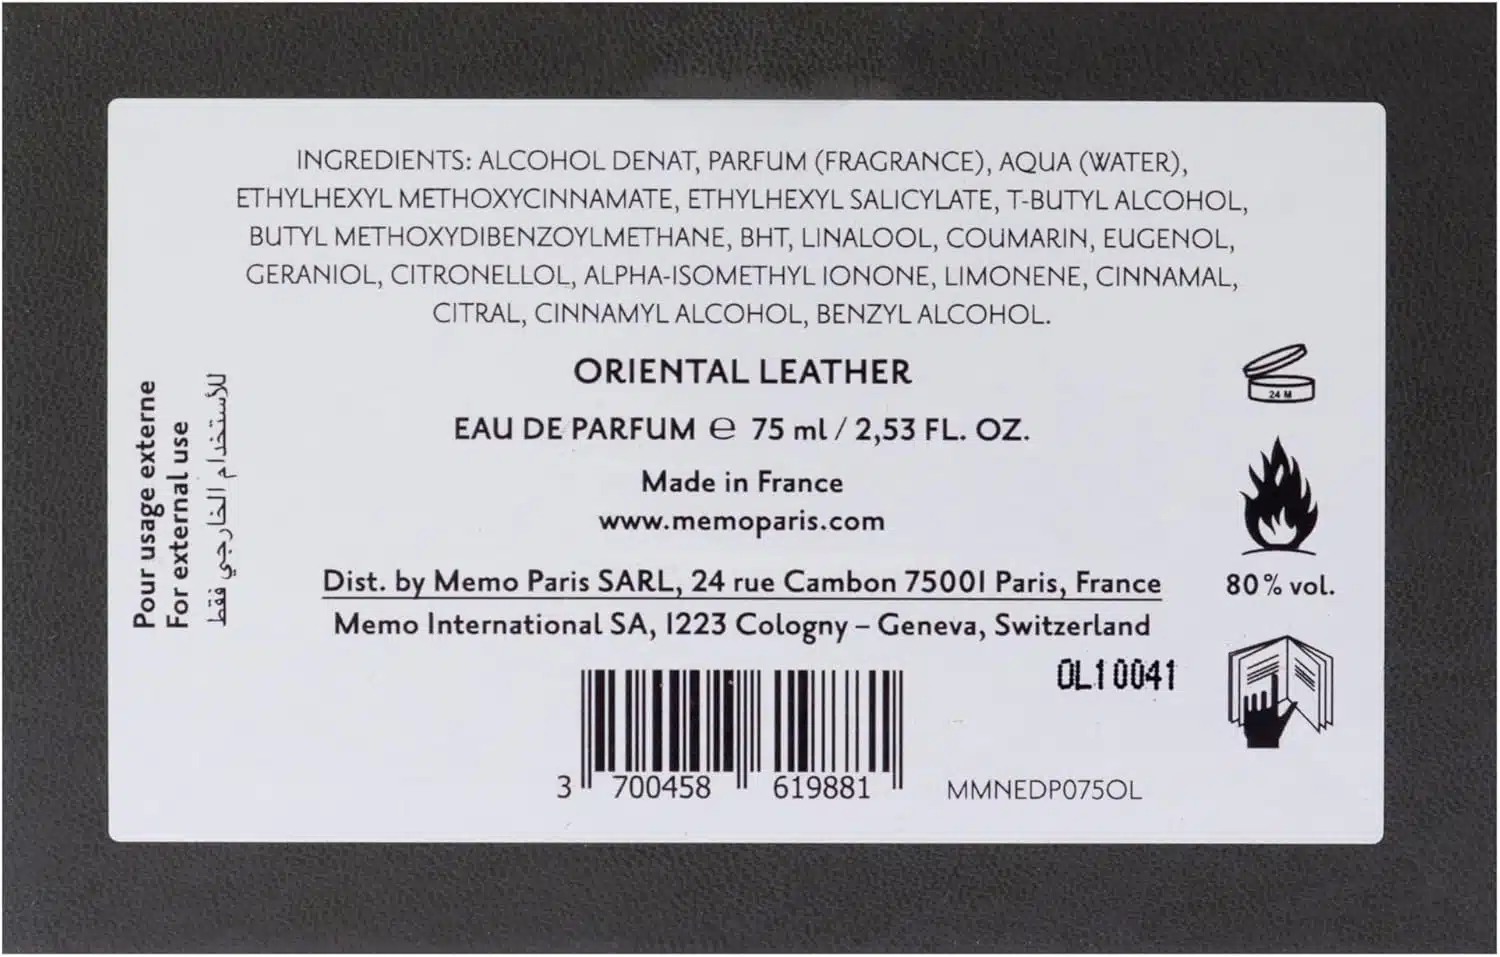 INGREDIENTS: ALCOHOL DENAT, PARFUM (FRAGRANCE), AQUA (WATER),
ETHYLHEXYL METHOXYCINNAMATE, ETHYLHEXYL SALICYLATE, T-BUTYL ALCOHOL,
BUTYL METHOXYDIBENZOYLMETHANE, BHT, LINALOOL, COUMARIN, EUGENOL,
GERANIOL, CITRONELLOL, ALPHA-ISOMETHYL IONONE, LIMONENE, CINNAMAL,
CITRAL, CINNAMYL ALCOHOL, BENZYL ALCOHOL.
ORIENTAL LEATHER
EAU DE PARFUM ℮ 75 ml / 2,53 FL. OZ.
Made in France
www.memoparis.com
Dist. by Memo Paris SARL, 24 rue Cambon 75001 Paris, France
Memo International SA, 1223 Cologny – Geneva, Switzerland
OL10041
3 700458 619881
MMNEDP075OL
Pour usage externe
For external use
للأستخدام الخارجي فقط
24 M
80% vol.